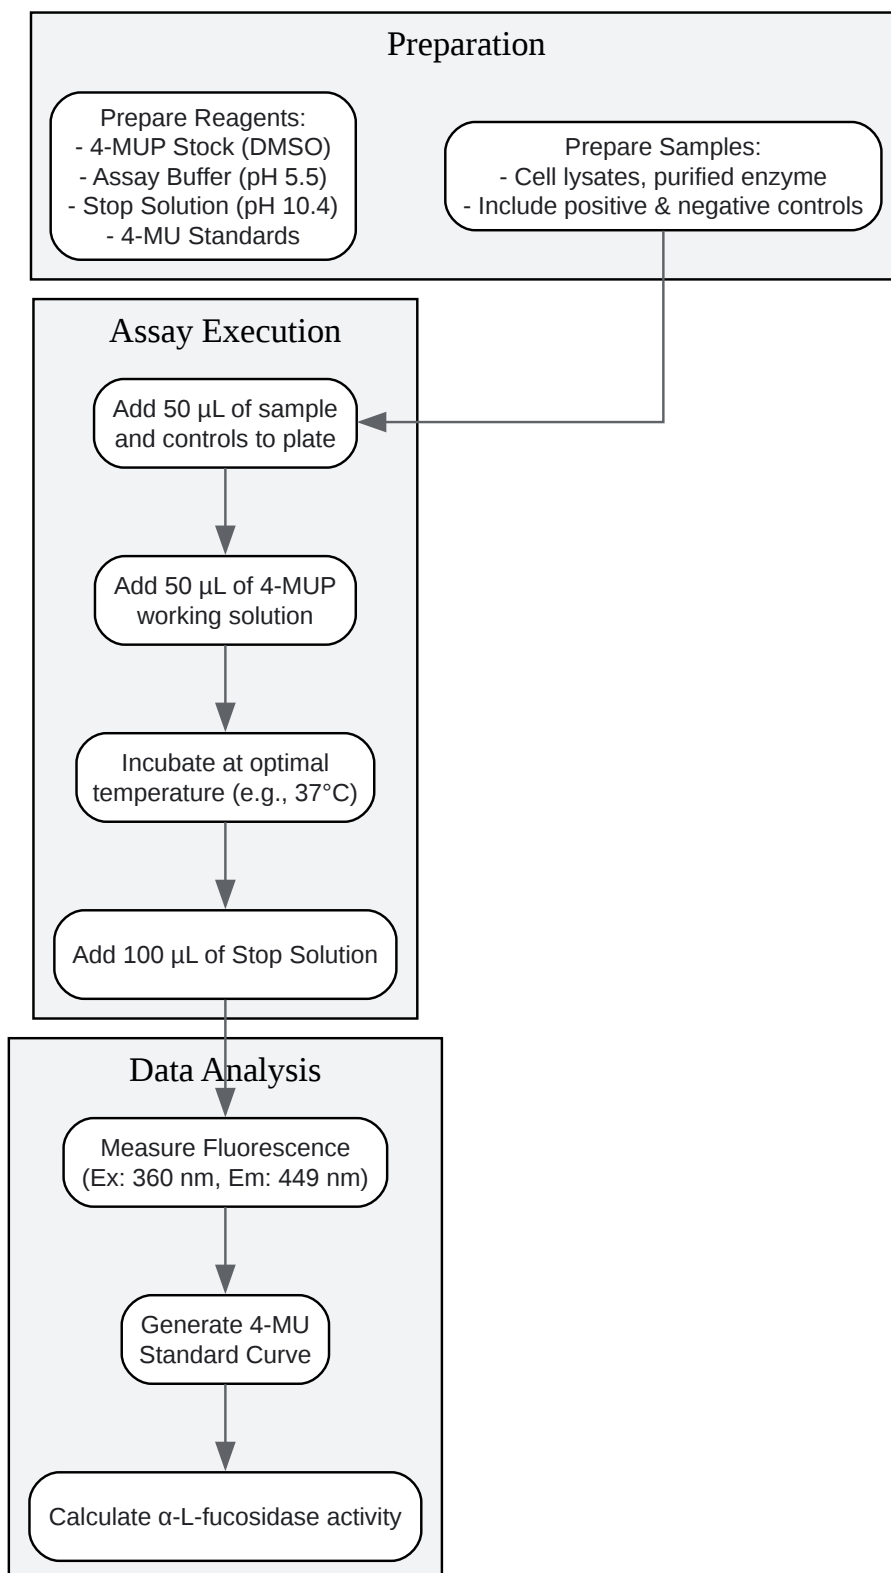 Preparation
Prepare Reagents:
- 4-MUP Stock (DMSO)
- Assay Buffer (pH 5.5)
- Stop Solution (pH 10.4)
- 4-MU Standards
Prepare Samples:
- Cell lysates, purified enzyme
- Include positive & negative controls
Assay Execution
Add 50 µL of sample
and controls to plate
Add 50 µL of 4-MUP
working solution
Incubate at optimal
temperature (e.g., 37°C)
Add 100 µL of Stop Solution
Data Analysis
Measure Fluorescence
(Ex: 360 nm, Em: 449 nm)
Generate 4-MU
Standard Curve
Calculate α-L-fucosidase activity